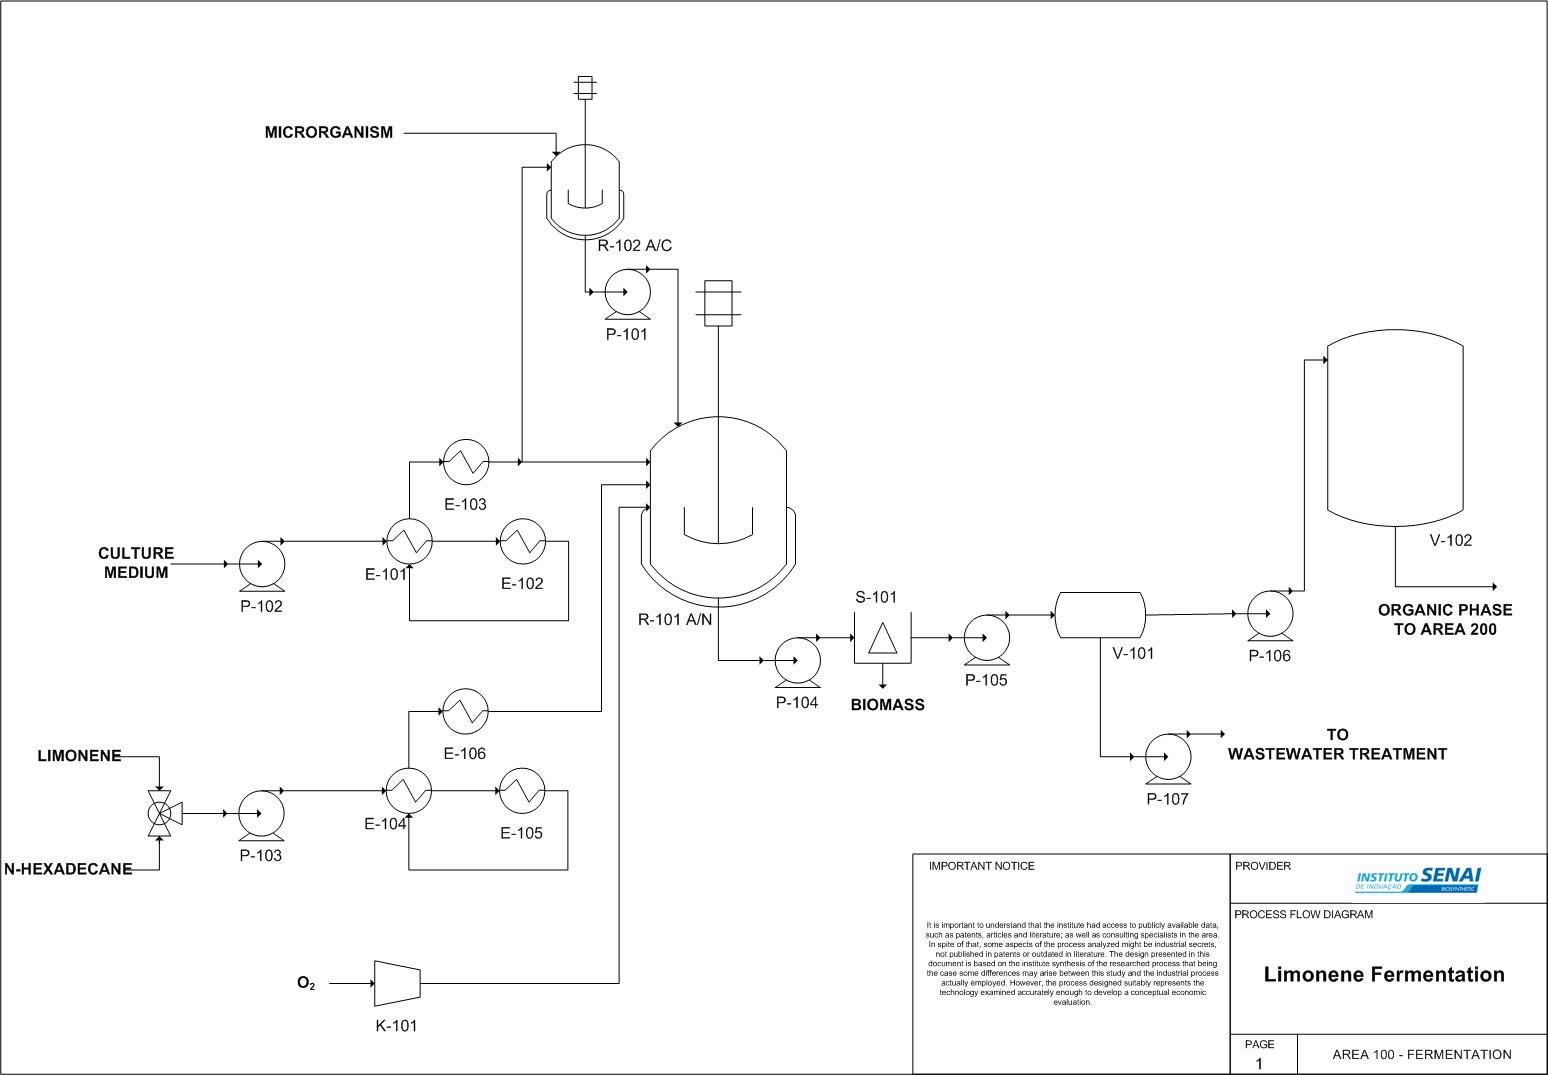 MICRORGANISM
R-102 A/C
P-101
E-103
CULTURE
MEDIUM
E-101
E-102
P-102
R-101 A/N
V-102
S-101
ORGANIC PHASE
TO AREA 200
V-101
P-106
P-105
P-104
BIOMASS
E-106
LIMONENE
TO
WASTEWATER TREATMENT
P-107
E-104
E-105
P-103
N-HEXADECANE
O₂
K-101
IMPORTANT NOTICE
It is important to understand that the institute had access to publicly available data,
such as patents, articles and literature; as well as consulting specialists in the area.
In spite of that, some aspects of the process analyzed might be industrial secrets,
not published in patents or outdated in literature. The design presented in this
document is based on the institute synthesis of the researched process that being
the case some differences may arise between this study and the industrial process
actually employed. However, the process designed suitably represents the
technology examined accurately enough to develop a conceptual economic
evaluation.
PROVIDER
INSTITUTO SENAI
DE INOVAÇÃO BIOSYNTHETIC
PROCESS FLOW DIAGRAM
Limonene Fermentation
PAGE
1
AREA 100 - FERMENTATION